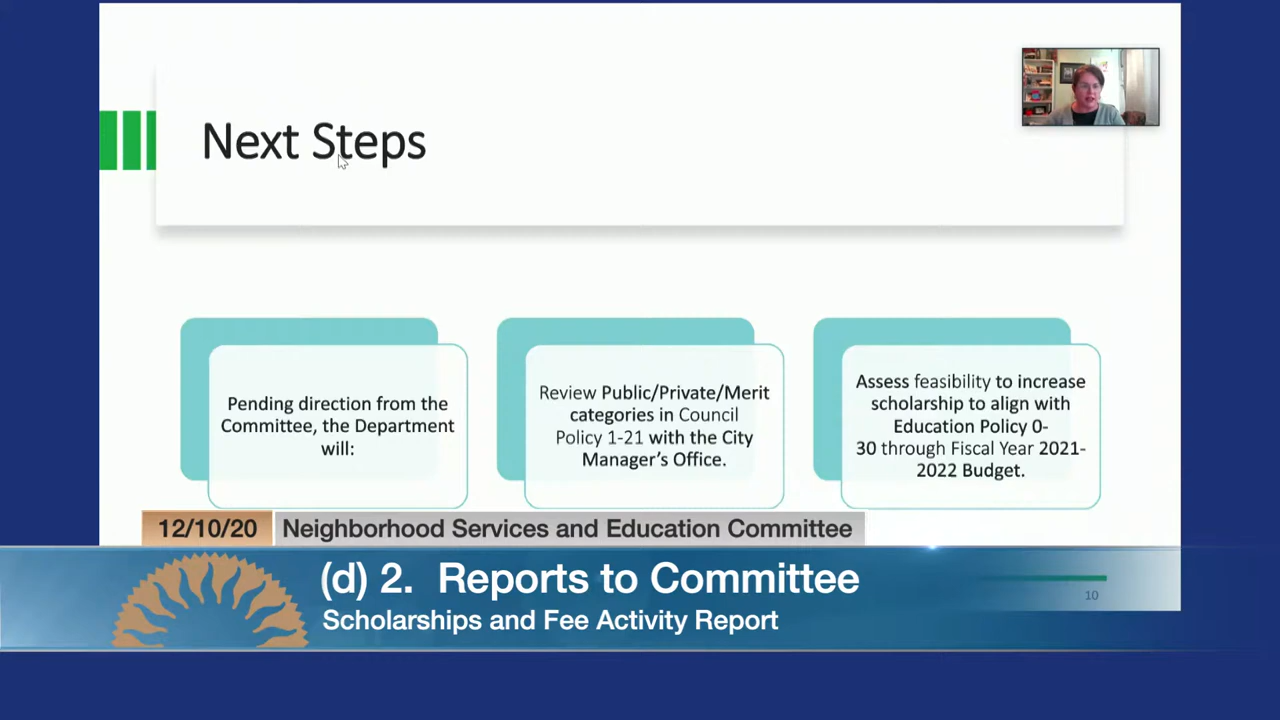 Next Steps
Pending direction from the
Committee, the Department
will:
Review Public/Private/Merit
categories in Council
Policy 1-21 with the City
Manager's Office.
Assess feasibility to increase
scholarship to align with
Education Policy 0-
30 through Fiscal Year 2021-
2022 Budget.
12/10/20 Neighborhood Services and Education Committee
(d) 2. Reports to Committee
Scholarships and Fee Activity Report
10